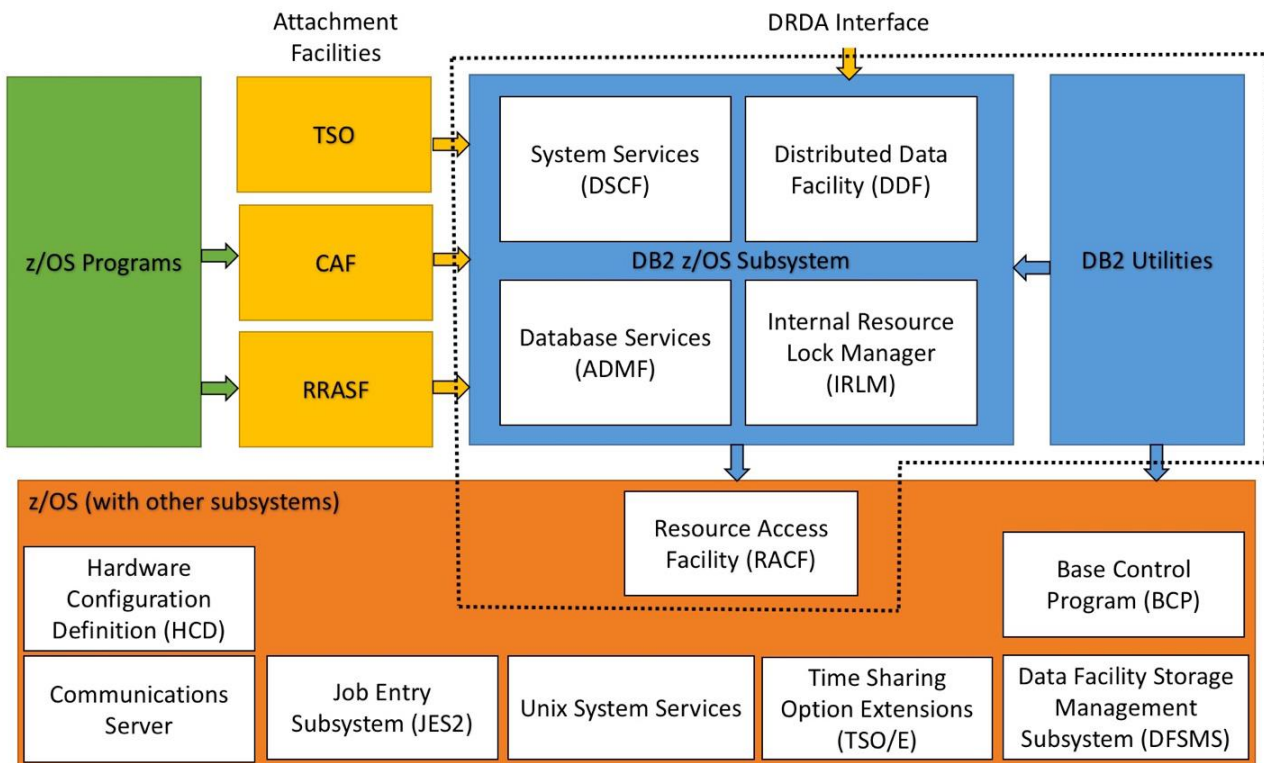 Attachment
Facilities
DRDA Interface
z/OS Programs
TSO
CAF
RRASF
System Services
(DSCF)
Distributed Data
Facility (DDF)
DB2 z/OS Subsystem
Database Services
(ADMF)
Internal Resource
Lock Manager
(IRLM)
DB2 Utilities
z/OS (with other subsystems)
Resource Access
Facility (RACF)
Hardware
Configuration
Definition (HCD)
Base Control
Program (BCP)
Communications
Server
Job Entry
Subsystem (JES2)
Unix System Services
Time Sharing
Option Extensions
(TSO/E)
Data Facility Storage
Management
Subsystem (DFSMS)